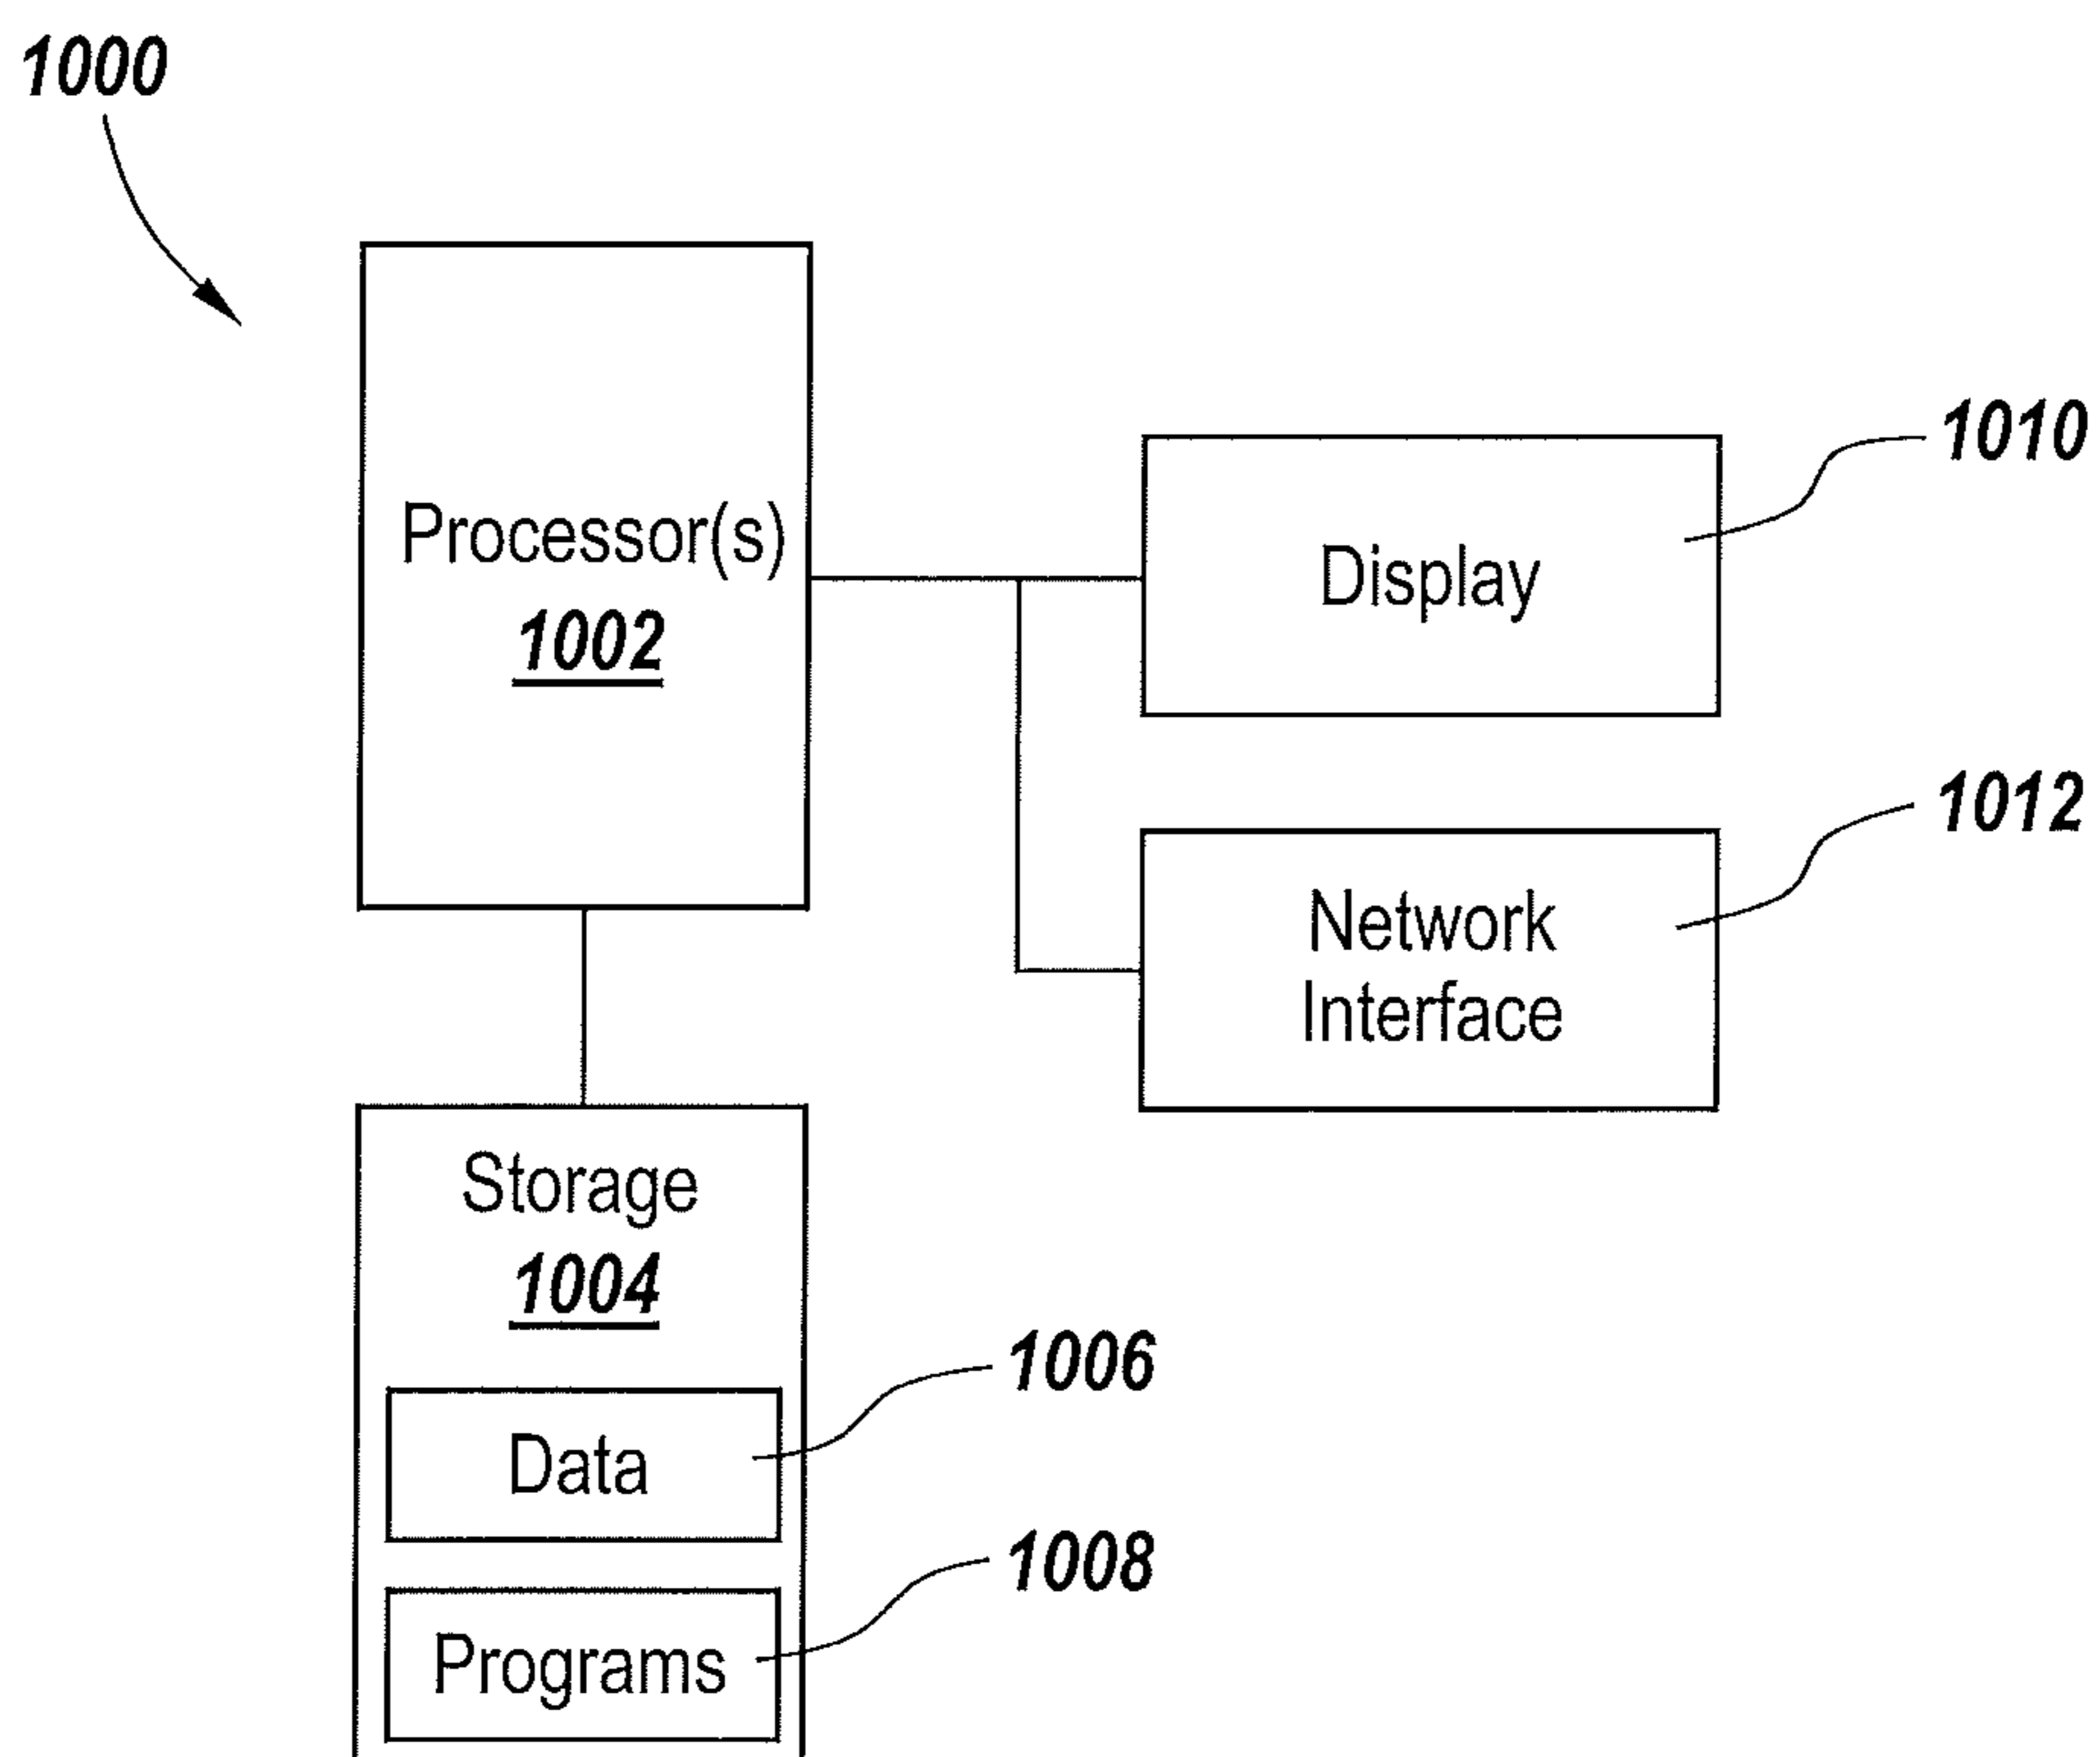 1000
Processor(s)
1002
1010
Display
1012
Network
Interface
Storage
1004
1006
Data
1008
Programs